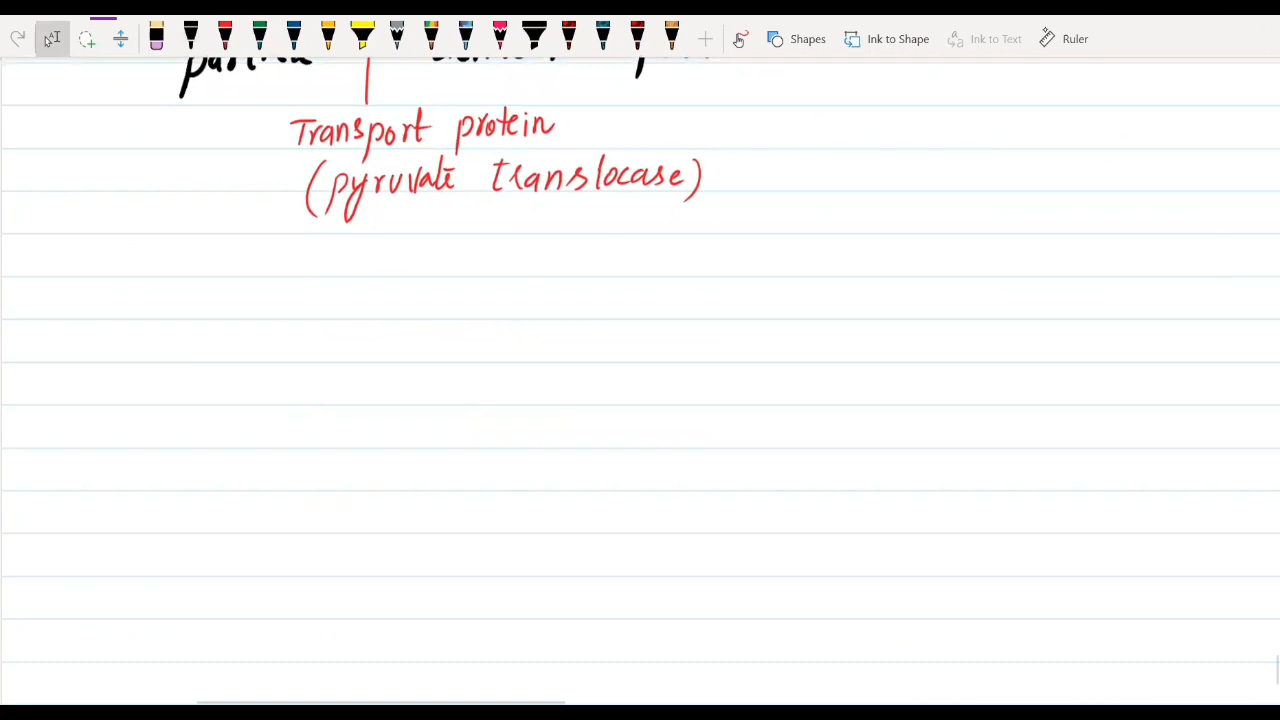 Shapes Ink to Shape Ink to Text Ruler
Transport protein
(pyruvate translocase)